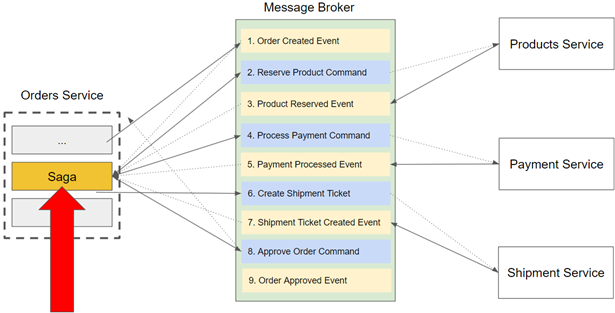 Message Broker
Orders Service
...
Saga
1. Order Created Event
2. Reserve Product Command
3. Product Reserved Event
4. Process Payment Command
5. Payment Processed Event
6. Create Shipment Ticket
7. Shipment Ticket Created Event
8. Approve Order Command
9. Order Approved Event
Products Service
Payment Service
Shipment Service